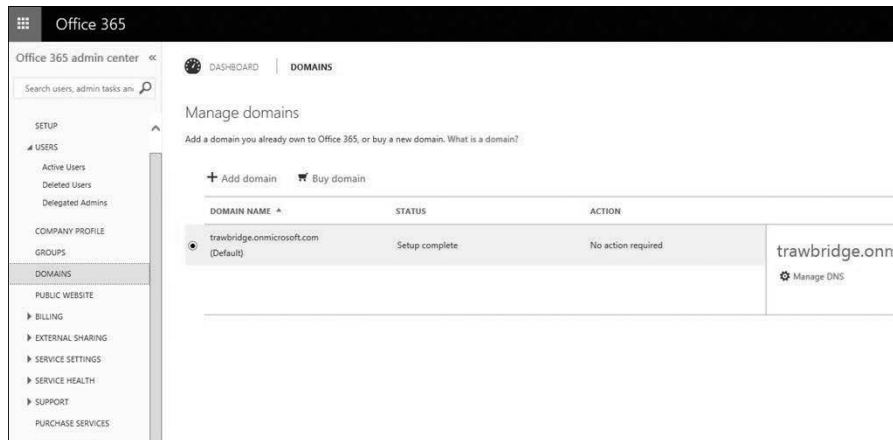 Office 365
Office 365 admin center «
Search users, admin tasks an
SETUP
USERS
Active Users
Deleted Users
Delegated Admins
COMPANY PROFILE
GROUPS
DOMAINS
PUBLIC WEBSITE
BILLING
EXTERNAL SHARING
SERVICE SETTINGS
SERVICE HEALTH
SUPPORT
PURCHASE SERVICES
DASHBOARD | DOMAINS
Manage domains
Add a domain you already own to Office 365, or buy a new domain. What is a domain?
+ Add domain Buy domain
DOMAIN NAME STATUS ACTION
trawbridge.onmicrosoft.com
(Default) Setup complete No action required
trawbridge.onm
Manage DNS